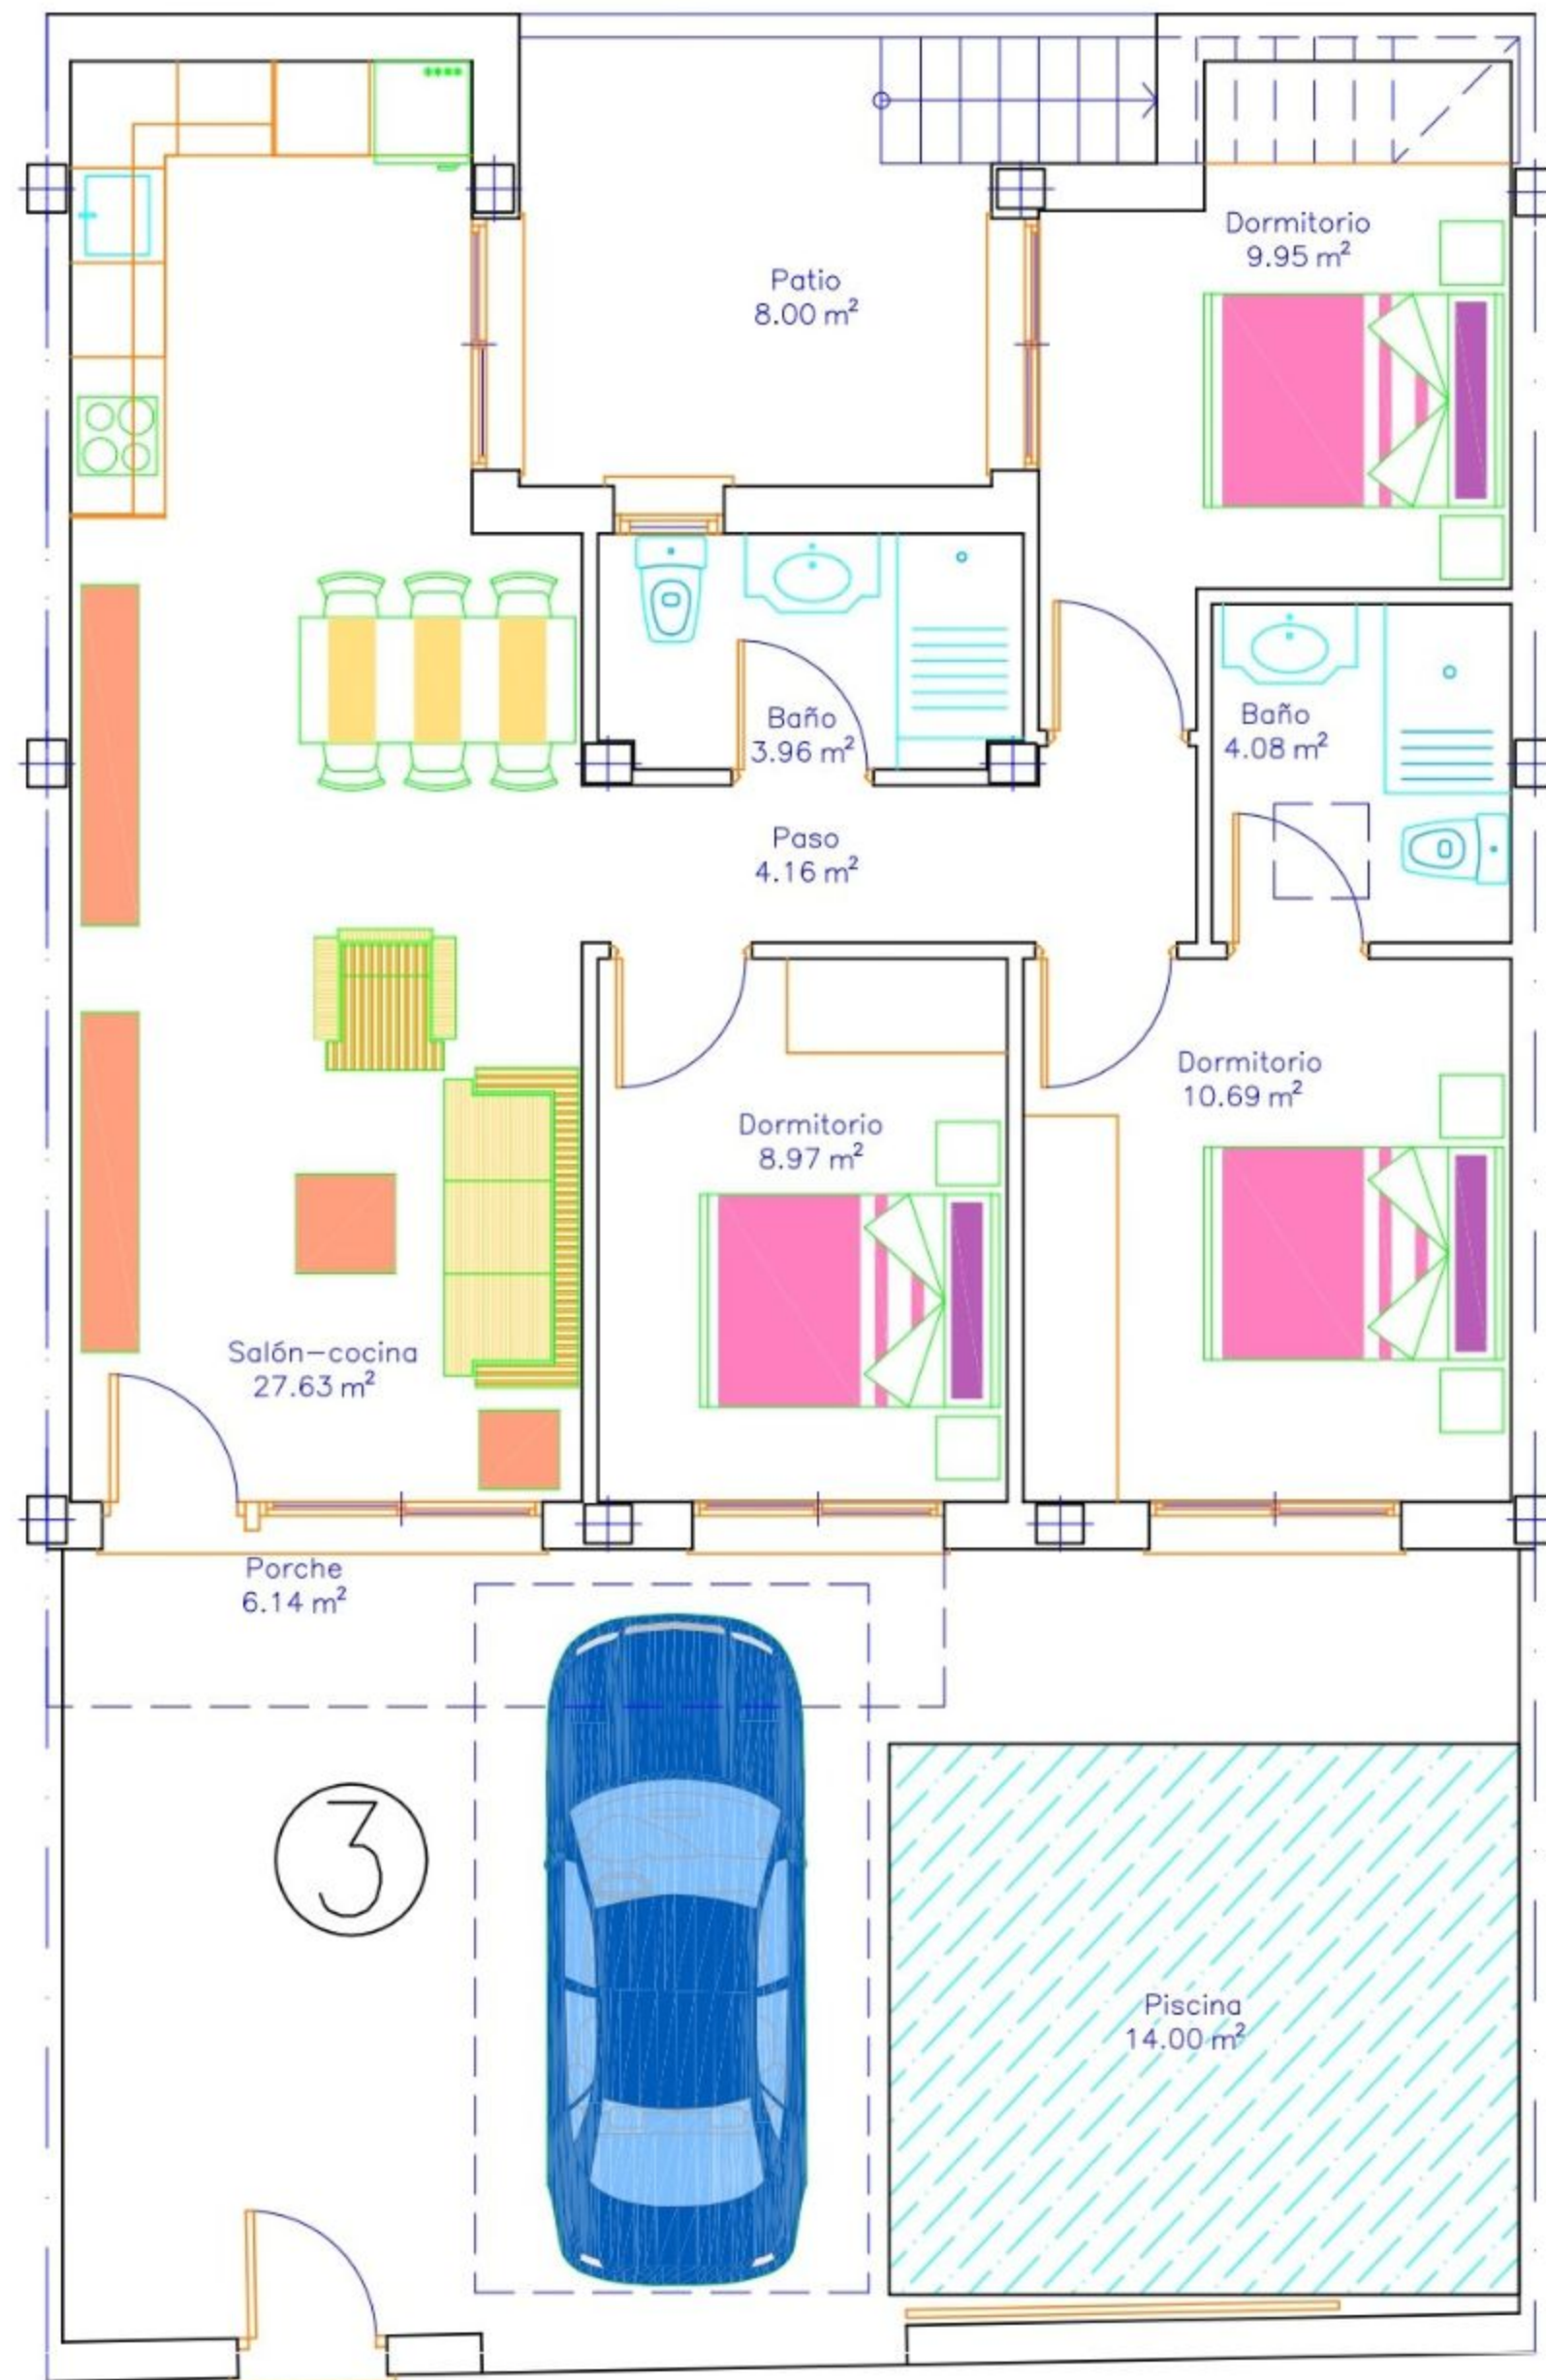 Dormitorio
9.95 m²
Patio
8.00 m²
Baño
3.96 m²
Baño
4.08 m²
Paso
4.16 m²
Dormitorio
10.69 m²
Dormitorio
8.97 m²
Salón-cocina
27.63 m²
Porche
6.14 m²
3
Piscina
14.00 m²